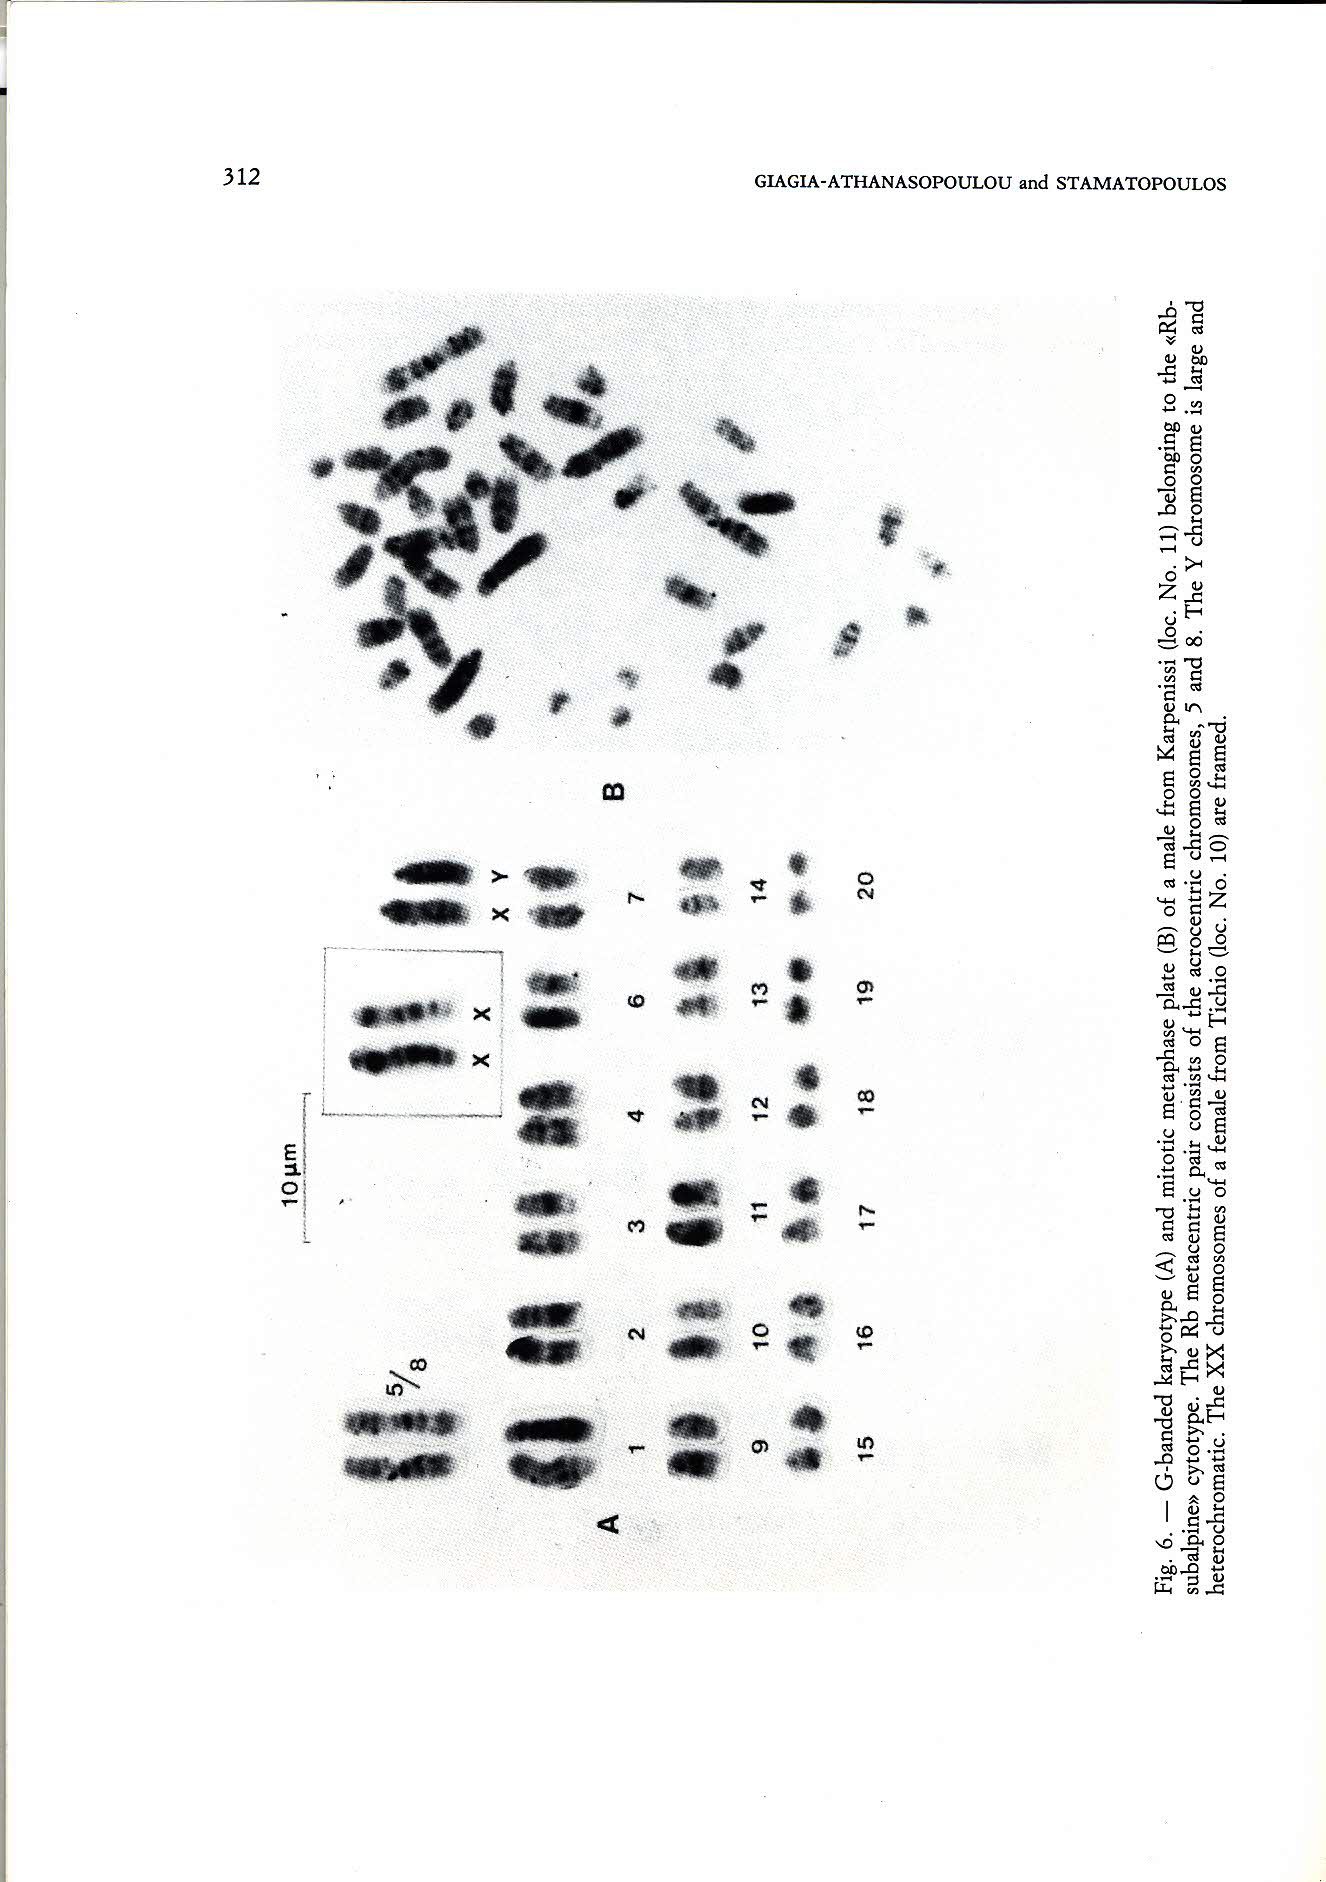 312
GIAGIA-ATHANASOPOULOU and STAMATOPOULOS
10 µm
5/8
X X
X Y
A
1 2 3 4 6 7
9 10 11 12 13 14
15 16 17 18 19 20
B
Fig. 6. — G-banded karyotype (A) and mitotic metaphase plate (B) of a male from Karpenissi (loc. No. 11) belonging to the «Rb-
subalpine» cytotype. The Rb metacentric pair consists of the acrocentric chromosomes, 5 and 8. The Y chromosome is large and
heterochromatic. The XX chromosomes of a female from Tichio (loc. No. 10) are framed.